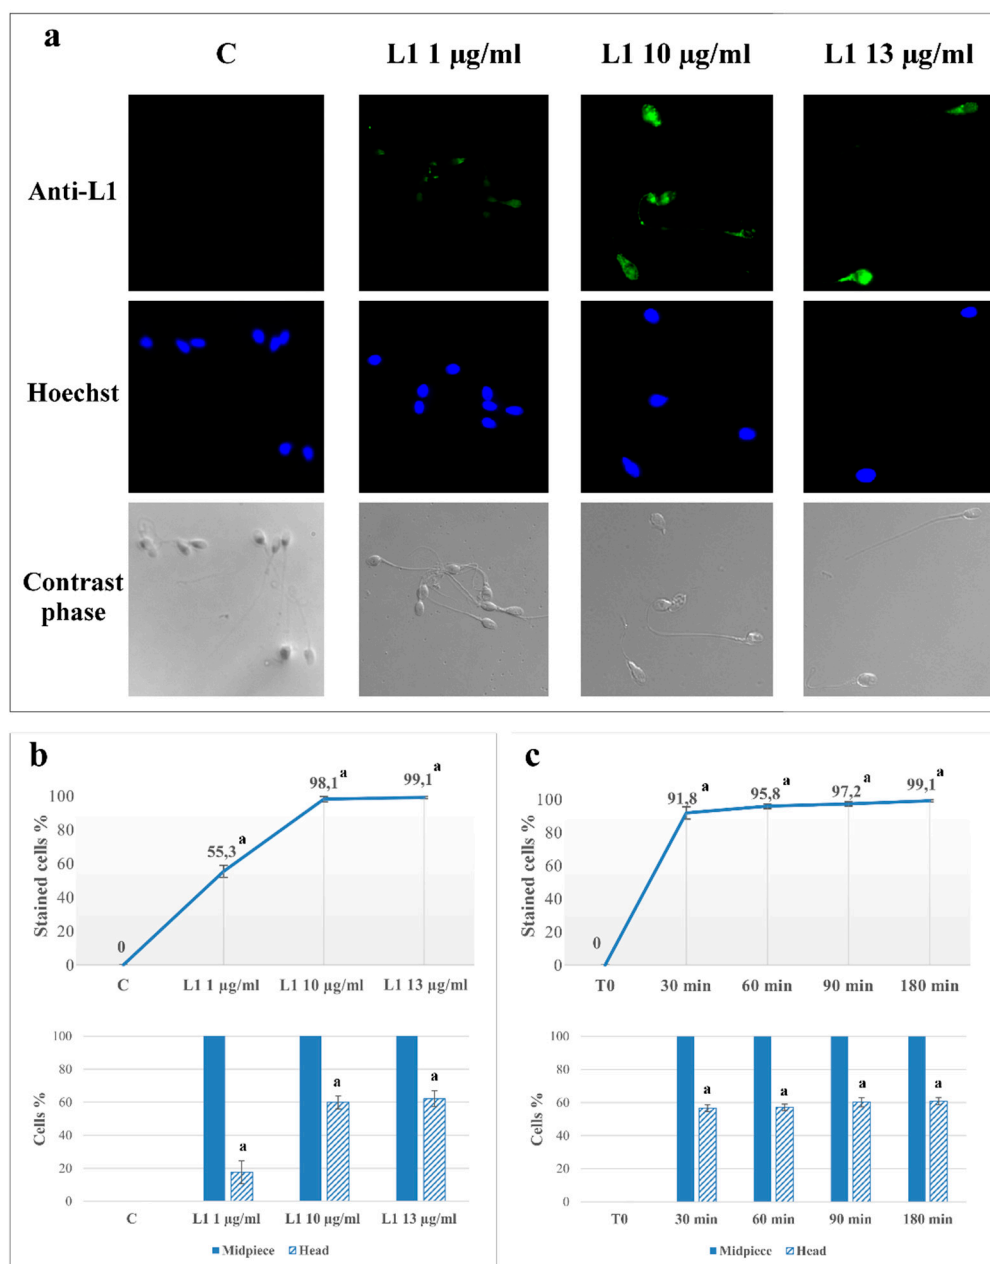 a
C
L1 1 µg/ml
L1 10 µg/ml
L1 13 µg/ml
Anti-L1
Hoechst
Contrast
phase
b
Stained cells %
100
80
60
40
20
0
0
55,3
a
98,1
a
99,1
a
C
L1 1 µg/ml
L1 10 µg/ml
L1 13 µg/ml
Cells %
100
80
60
40
20
0
a
a
a
C
L1 1 µg/ml
L1 10 µg/ml
L1 13 µg/ml
Midpiece
Head
c
Stained cells %
100
80
60
40
20
0
0
91,8
a
95,8
a
97,2
a
99,1
a
T0
30 min
60 min
90 min
180 min
Cells %
100
80
60
40
20
0
a
a
a
a
T0
30 min
60 min
90 min
180 min
Midpiece
Head